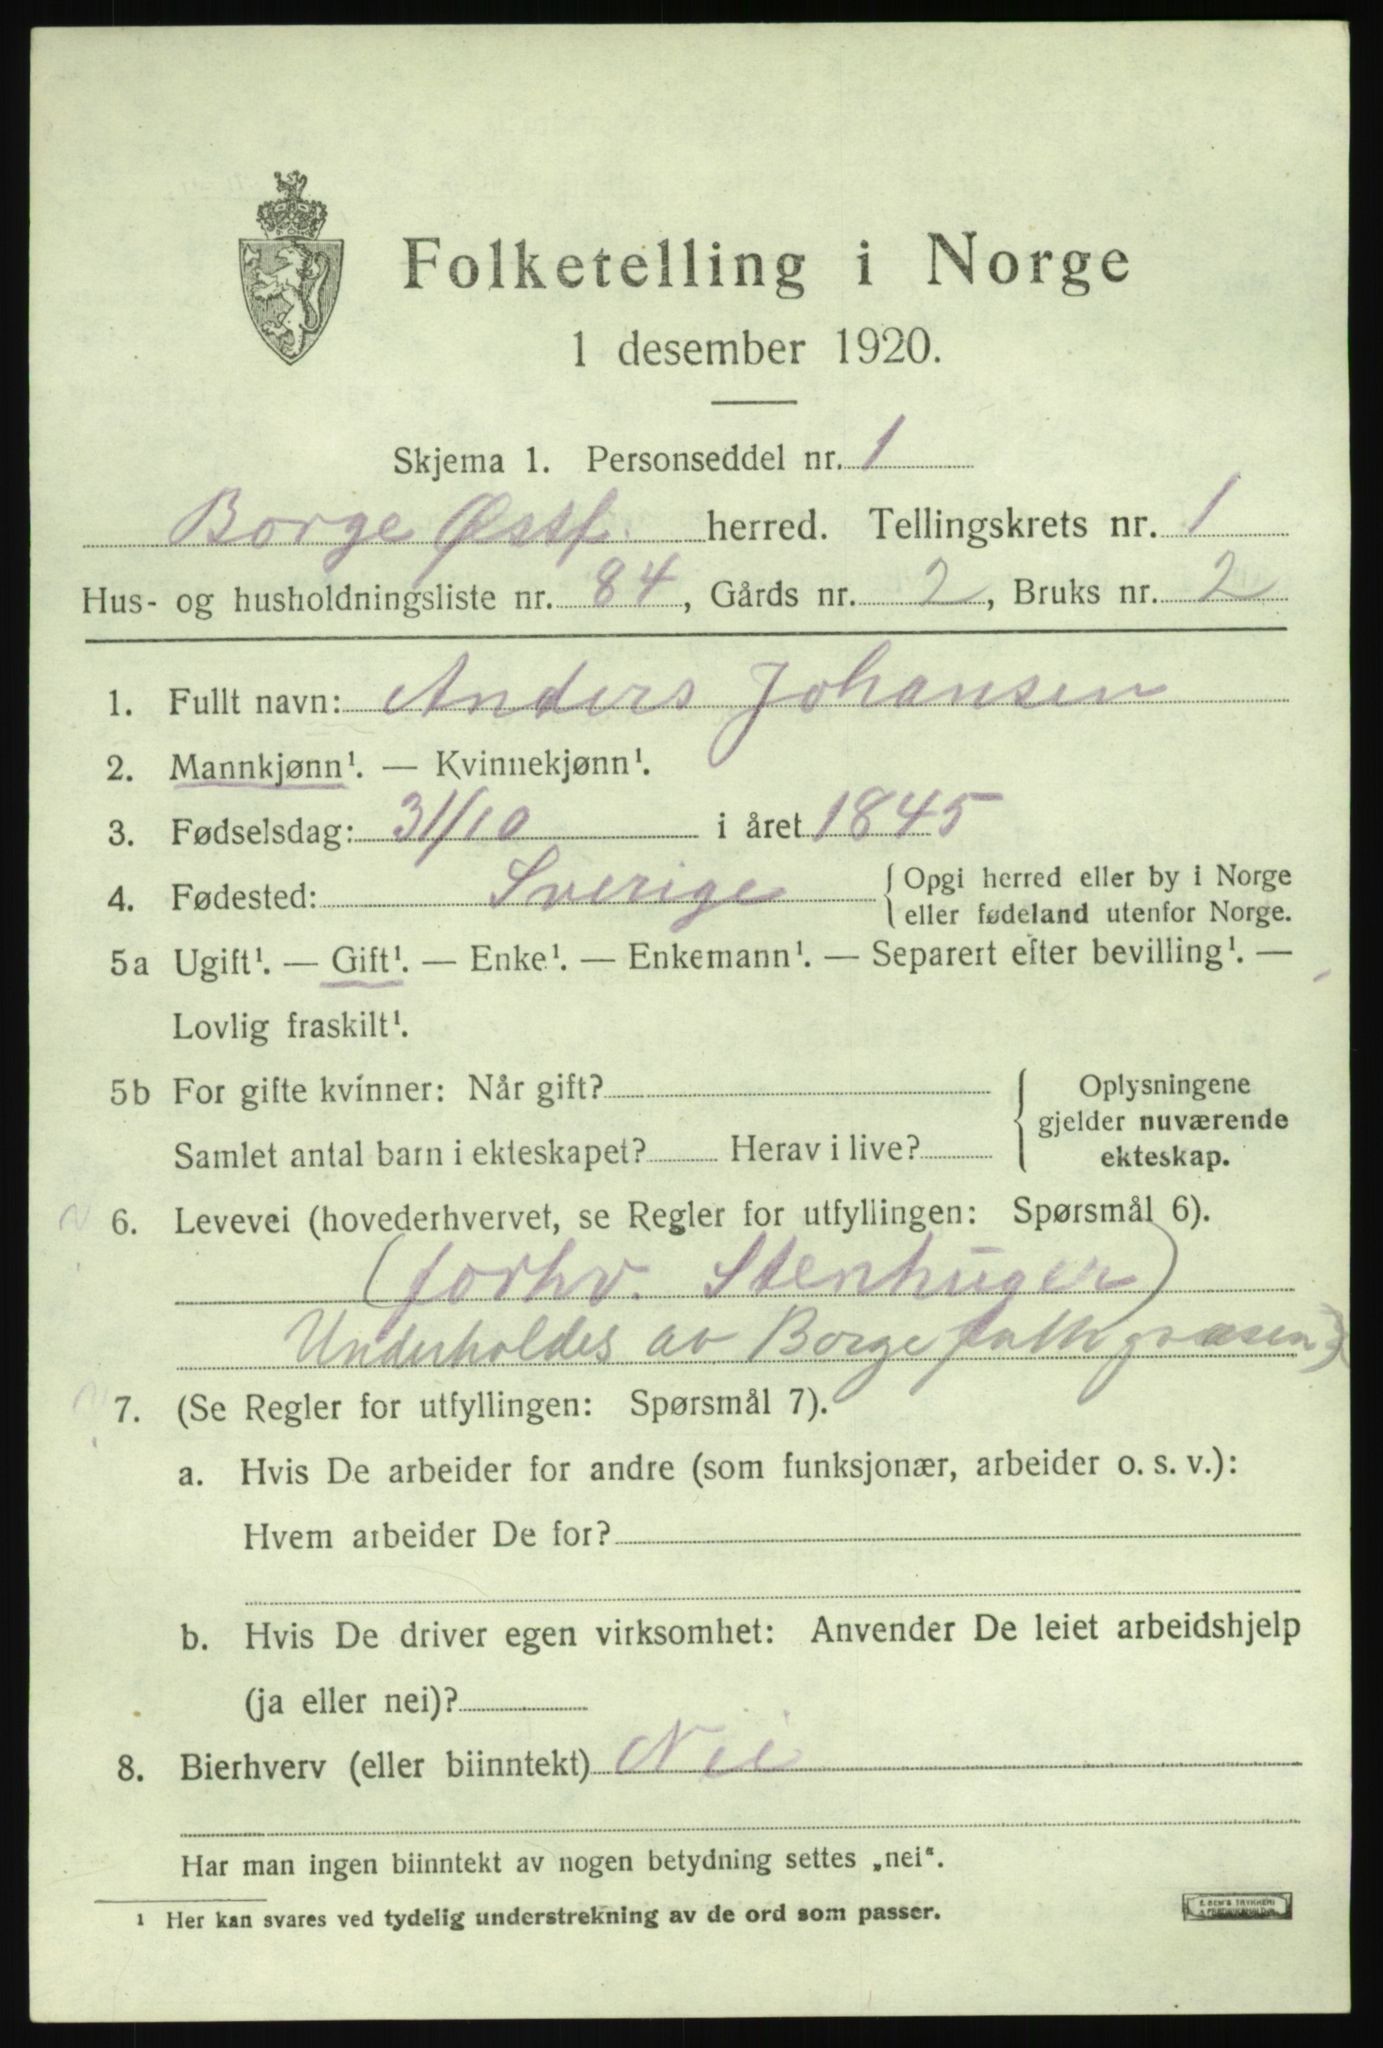 Folketelling i Norge
1 desember 1920.
Skjema 1. Personseddel nr. 1
Borge Østf. herred. Tellingskrets nr. 1
Hus- og husholdningsliste nr. 84, Gårds nr. 2, Bruks nr. 2
1. Fullt navn: Anders Johansen
2. Mannkjønn¹. — Kvinnekjønn¹.
3. Fødselsdag: 31/10 i året 1845
4. Fødested: Sverige { Opgi herred eller by i Norge
eller fødeland utenfor Norge.
5a Ugift¹. — Gift¹. — Enke¹. — Enkemann¹. — Separert efter bevilling¹. —
Lovlig fraskilt¹.
5b For gifte kvinner: Når gift?
Samlet antal barn i ekteskapet? Herav i live?
Oplysningene
gjelder nuværende
ekteskap.
6. Levevei (hovederhvervet, se Regler for utfyllingen: Spørsmål 6).
(forhv. Stenhuger)
Underholdes av Borge
7. (Se Regler for utfyllingen: Spørsmål 7).
a. Hvis De arbeider for andre (som funksjonær, arbeider o. s. v.):
Hvem arbeider De for?
b. Hvis De driver egen virksomhet: Anvender De leiet arbeidshjelp
(ja eller nei)?
8. Bierhverv (eller biinntekt) Nei
Har man ingen biinntekt av nogen betydning settes „nei“.
¹ Her kan svares ved tydelig understrekning av de ord som passer.